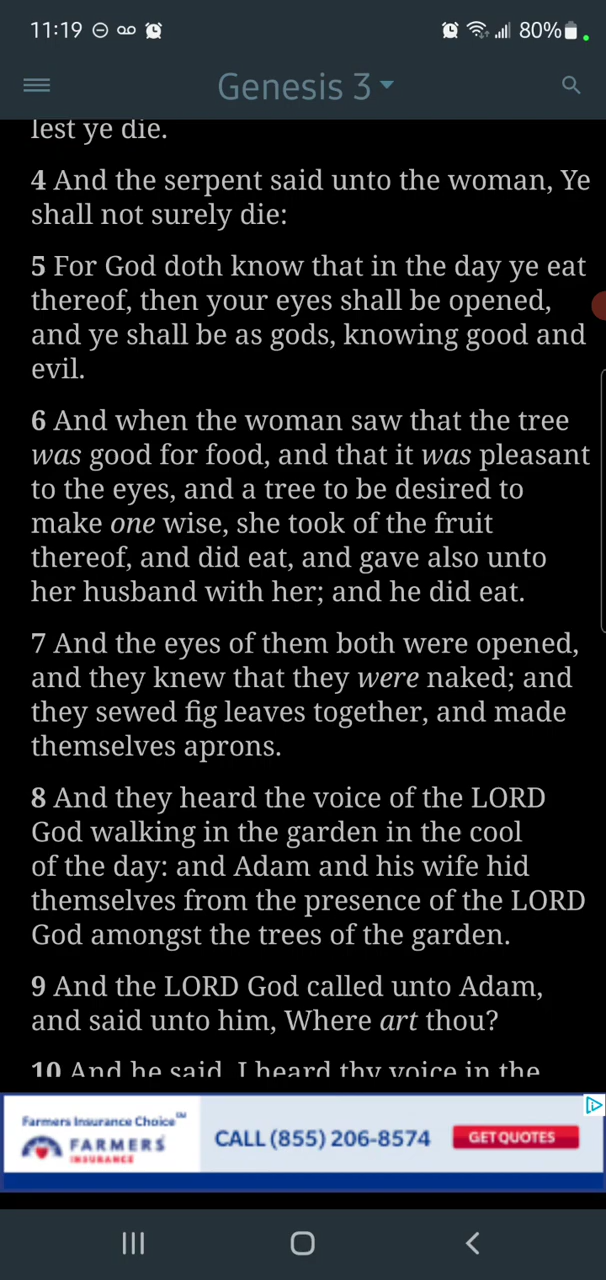 11:19 80%
Genesis 3
lest ye die.
4 And the serpent said unto the woman, Ye
shall not surely die:
5 For God doth know that in the day ye eat
thereof, then your eyes shall be opened,
and ye shall be as gods, knowing good and
evil.
6 And when the woman saw that the tree
was good for food, and that it was pleasant
to the eyes, and a tree to be desired to
make one wise, she took of the fruit
thereof, and did eat, and gave also unto
her husband with her; and he did eat.
7 And the eyes of them both were opened,
and they knew that they were naked; and
they sewed fig leaves together, and made
themselves aprons.
8 And they heard the voice of the LORD
God walking in the garden in the cool
of the day: and Adam and his wife hid
themselves from the presence of the LORD
God amongst the trees of the garden.
9 And the LORD God called unto Adam,
and said unto him, Where art thou?
10 And he said, I heard thy voice in the
Farmers Insurance Choice℠
FARMERS
INSURANCE
CALL (855) 206-8574
GET QUOTES